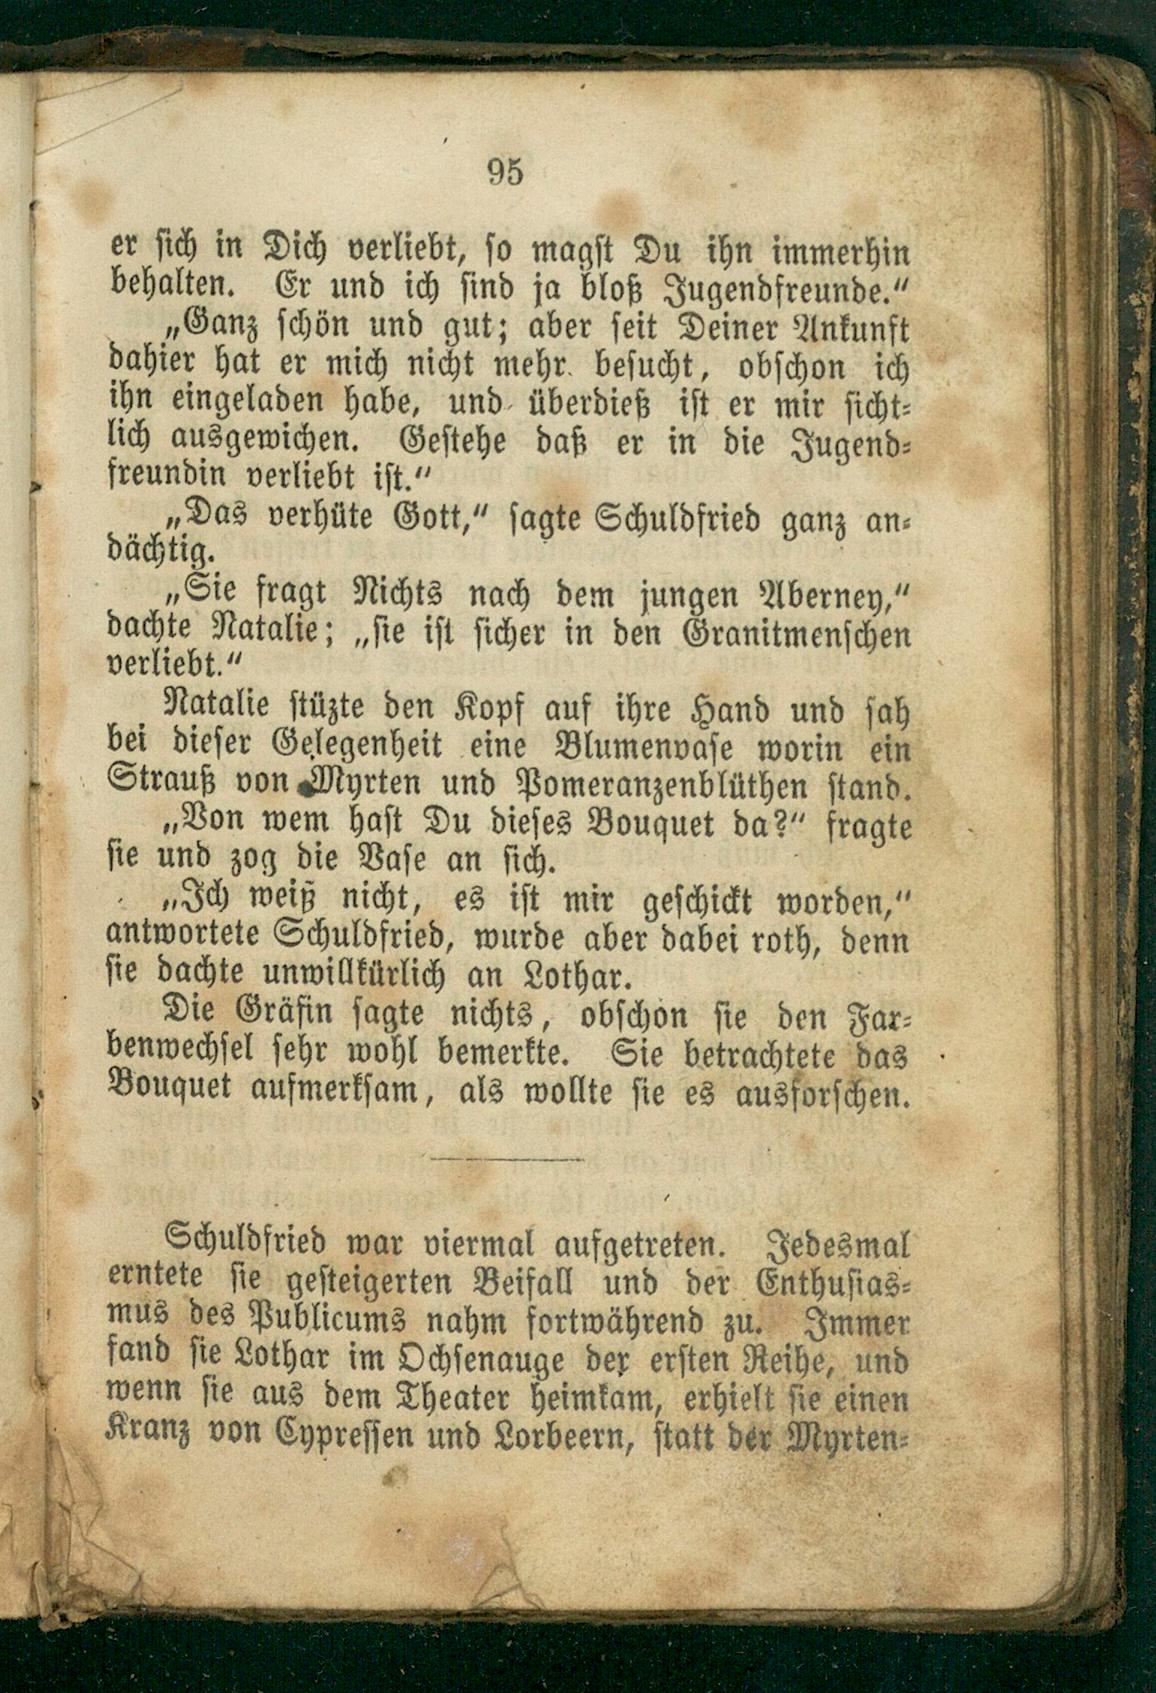 95
er sich in Dich verliebt, so magst Du ihn immerhin
behalten. Er und ich sind ja bloß Jugendfreunde.“
„Ganz schön und gut; aber seit Deiner Ankunft
dahier hat er mich nicht mehr besucht, obschon ich
ihn eingeladen habe, und überdieß ist er mir sicht-
lich ausgewichen. Gestehe daß er in die Jugend-
freundin verliebt ist.“
„Das verhüte Gott,“ sagte Schuldfried ganz an-
dächtig.
„Sie fragt Nichts nach dem jungen Aberney,“
dachte Natalie; „sie ist sicher in den Granitmenschen
verliebt.“
Natalie stüzte den Kopf auf ihre Hand und sah
bei dieser Gelegenheit eine Blumenvase worin ein
Strauß von Myrten und Pomeranzenblüthen stand.
„Von wem hast Du dieses Bouquet da?“ fragte
sie und zog die Vase an sich.
„Ich weiß nicht, es ist mir geschickt worden,“
antwortete Schuldfried, wurde aber dabei roth, denn
sie dachte unwillkürlich an Lothar.
Die Gräfin sagte nichts, obschon sie den Far-
benwechsel sehr wohl bemerkte. Sie betrachtete das
Bouquet aufmerksam, als wollte sie es ausforschen.
Schuldfried war viermal aufgetreten. Jedesmal
erntete sie gesteigerten Beifall und der Enthusias-
mus des Publicums nahm fortwährend zu. Immer
fand sie Lothar im Ochsenauge der ersten Reihe, und
wenn sie aus dem Theater heimkam, erhielt sie einen
Kranz von Cypressen und Lorbeern, statt der Myrten-